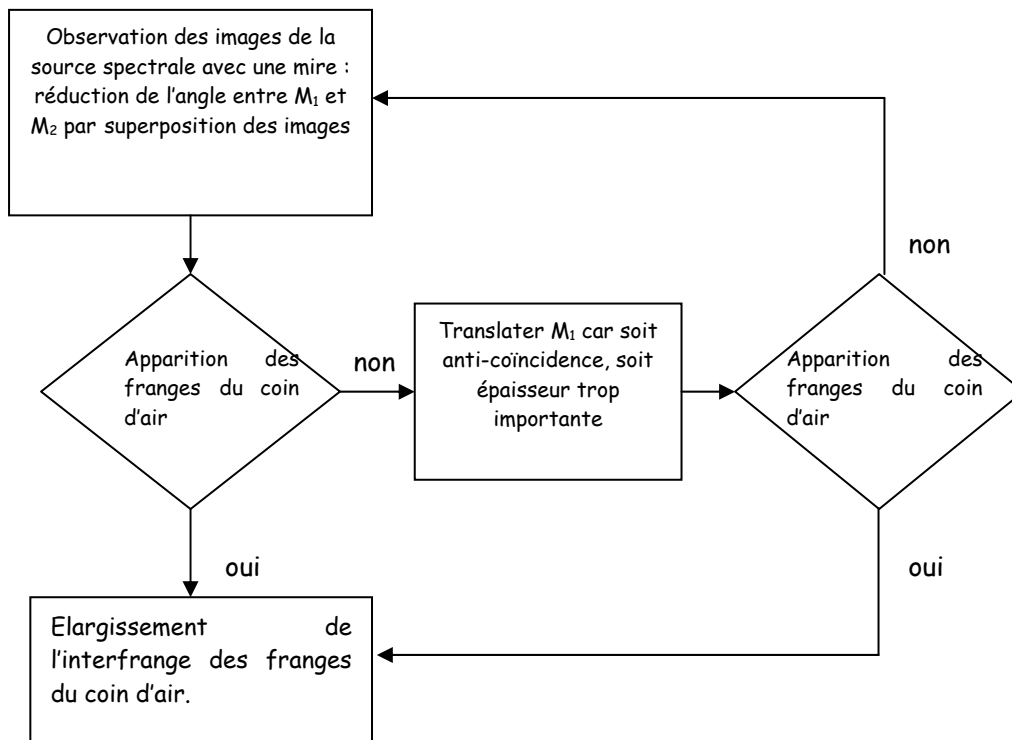 Observation des images de la
source spectrale avec une mire :
réduction de l'angle entre M₁ et
M₂ par superposition des images
non
Apparition des
franges du coin
d'air
non
Translater M₁ car soit
anti-coïncidence, soit
épaisseur trop
importante
Apparition des
franges du coin
d'air
oui
oui
Elargissement de
l'interfrange des franges
du coin d'air.